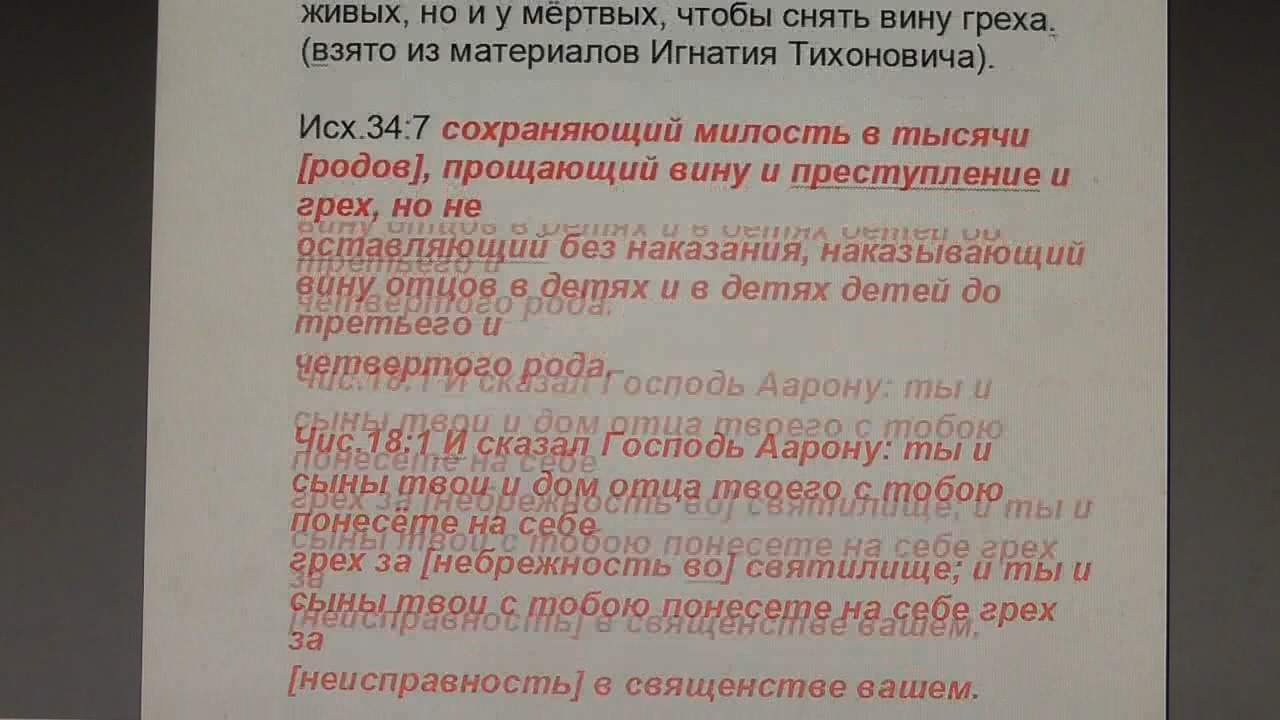 живых, но и у мёртвых, чтобы снять вину греха.
(взято из материалов Игнатия Тихоновича).
Исх.34:7 сохраняющий милость в тысячи
[родов], прощающий вину и преступление и
грех, но не
оставляющий без наказания, наказывающий
вину отцов в детях и в детях детей до
третьего и
четвертого рода.
Чис.18:1 И сказал Господь Аарону: ты и
сыны твои и дом отца твоего с тобою
понесёте на себе
грех за [небрежность во] святилище; и ты и
сыны твои с тобою понесете на себе грех
за
[неисправность] в священстве вашем.